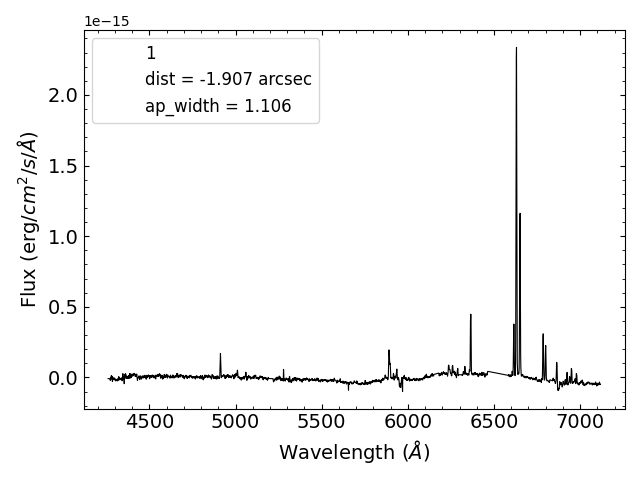 1e−15
1
dist = -1.907 arcsec
ap_width = 1.106
Flux (erg/cm²/s/Å)
2.0
1.5
1.0
0.5
0.0
4500 5000 5500 6000 6500 7000
Wavelength (Å)